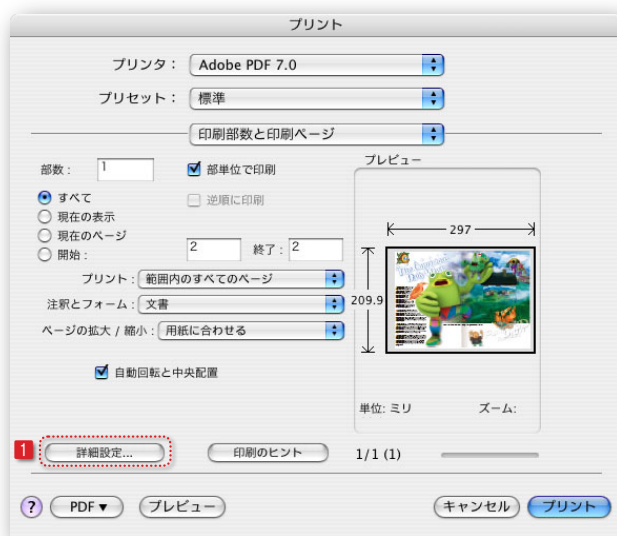 プリント
プリンタ： Adobe PDF 7.0
プリセット： 標準
印刷部数と印刷ページ
部数： 1 部単位で印刷
すべて 逆順に印刷
現在の表示
現在のページ
開始： 2 終了： 2
プリント： 範囲内のすべてのページ
注釈とフォーム： 文書
ページの拡大 / 縮小： 用紙に合わせる
自動回転と中央配置
プレビュー
297
209.9
単位: ミリ ズーム:
1 詳細設定... 印刷のヒント 1/1 (1)
? PDF▼ プレビュー キャンセル プリント